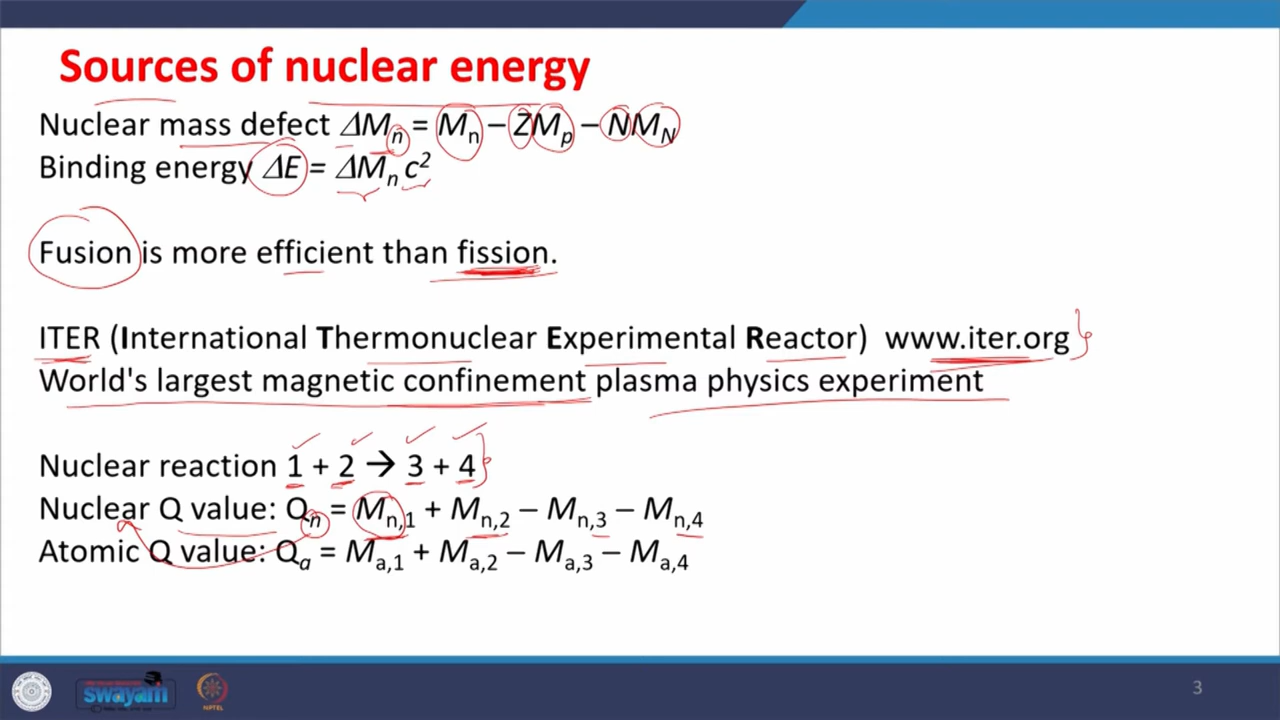 Sources of nuclear energy
Nuclear mass defect ΔMₙ = Mₙ − ZMₚ − NM_N
Binding energy ΔE = ΔMₙ c²
Fusion is more efficient than fission.
ITER (International Thermonuclear Experimental Reactor) www.iter.org
World's largest magnetic confinement plasma physics experiment
Nuclear reaction 1 + 2 → 3 + 4
Nuclear Q value: Qₙ = Mₙ,₁ + Mₙ,₂ − Mₙ,₃ − Mₙ,₄
Atomic Q value: Qₐ = Mₐ,₁ + Mₐ,₂ − Mₐ,₃ − Mₐ,₄
swayam
NPTEL
3